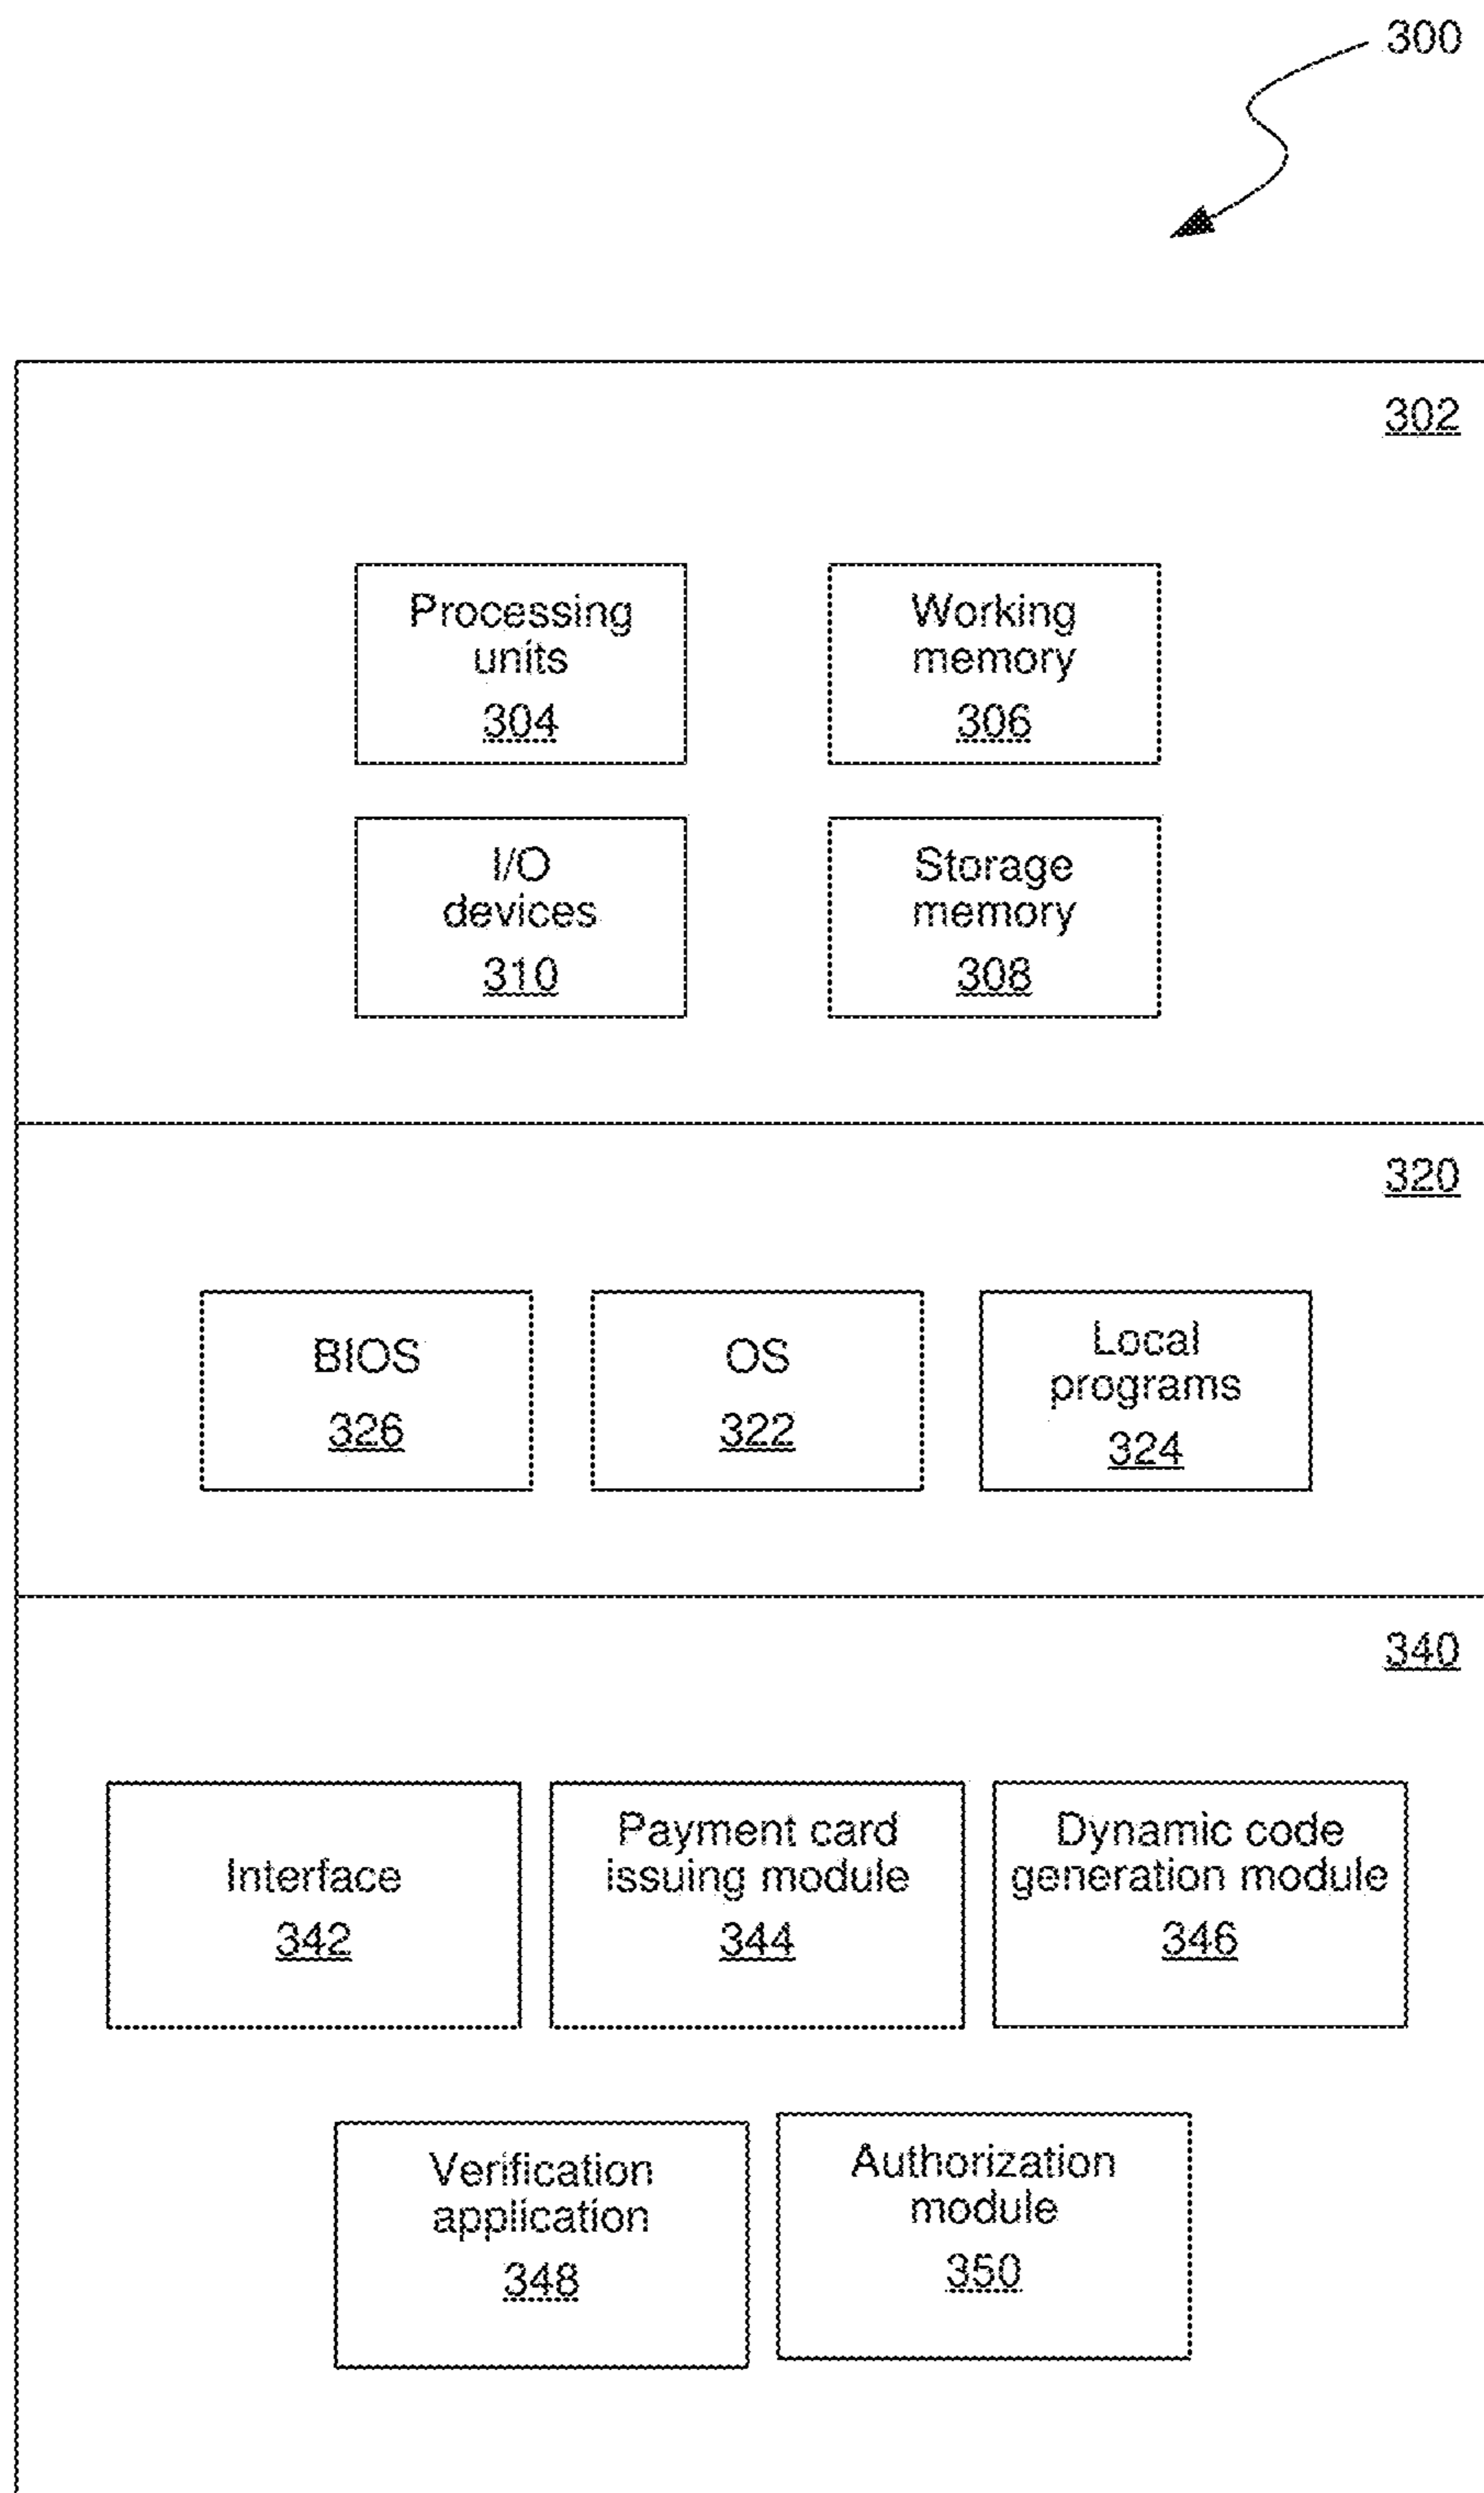 300
302
Processing
units
304
Working
memory
306
I/O
devices
310
Storage
memory
308
320
BIOS
326
OS
322
Local
programs
324
340
Interface
342
Payment card
issuing module
344
Dynamic code
generation module
346
Verification
application
348
Authorization
module
350